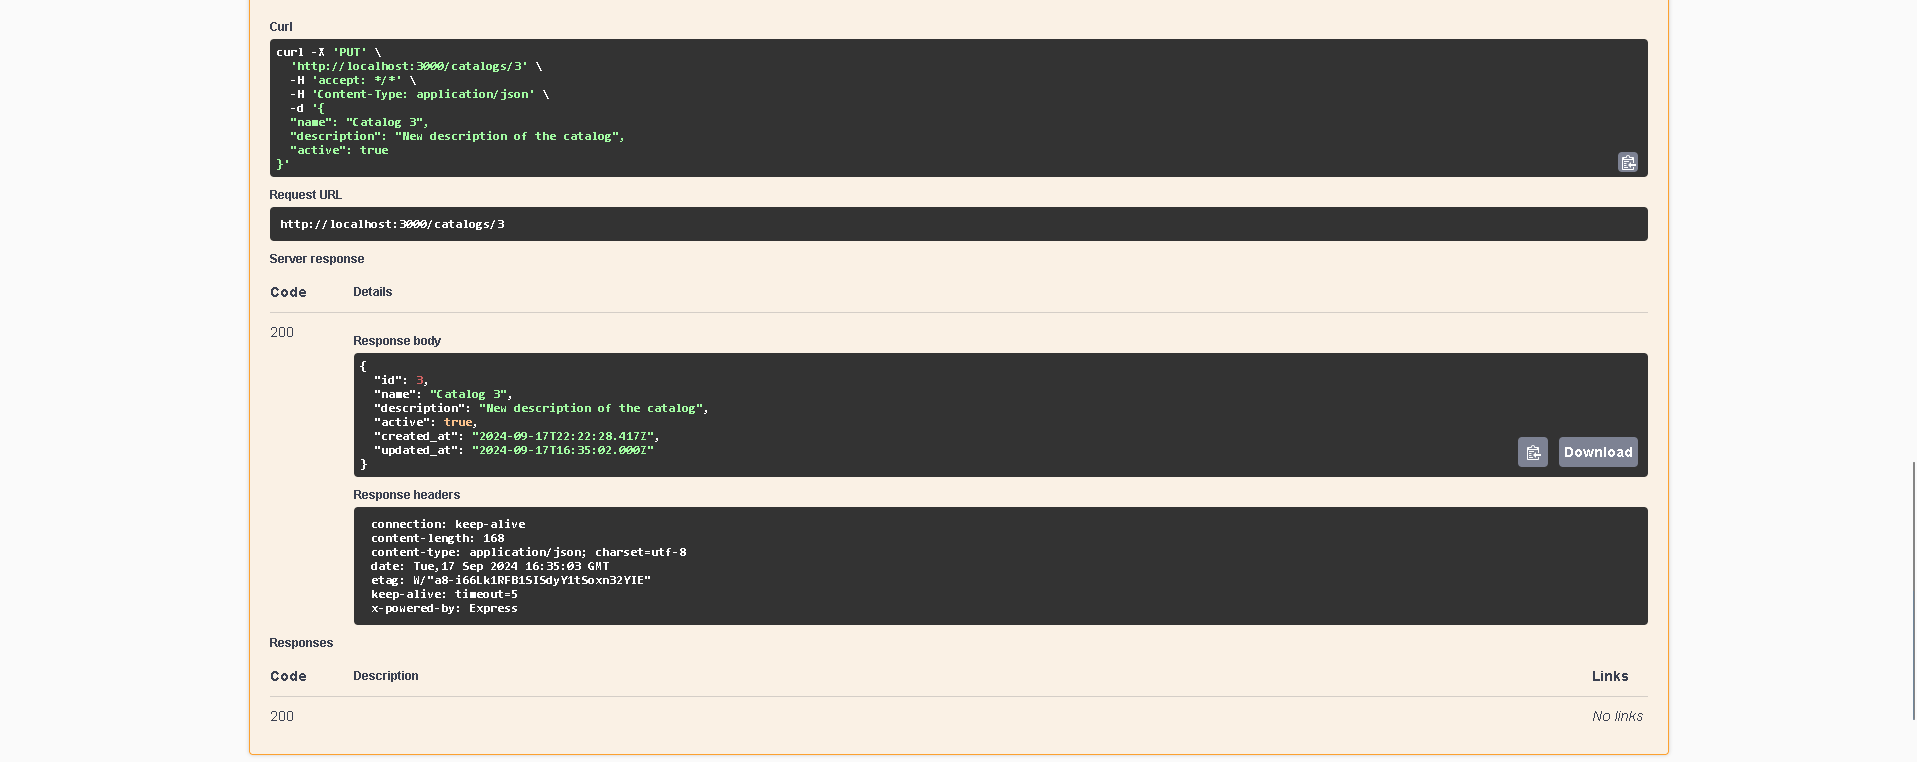 Curl
curl -X 'PUT' \
'http://localhost:3000/catalogs/3' \
-H 'accept: */*' \
-H 'Content-Type: application/json' \
-d '{
"name": "Catalog 3",
"description": "New description of the catalog",
"active": true
}'
Request URL
http://localhost:3000/catalogs/3
Server response
Code Details
200
Response body
{
"id": 3,
"name": "Catalog 3",
"description": "New description of the catalog",
"active": true,
"created_at": "2024-09-17T22:22:28.417Z",
"updated_at": "2024-09-17T16:35:02.000Z"
}
Download
Response headers
connection: keep-alive
content-length: 168
content-type: application/json; charset=utf-8
date: Tue,17 Sep 2024 16:35:03 GMT
etag: W/"a8-i66Lk1RFB1SISdyY1tSoxn32YIE"
keep-alive: timeout=5
x-powered-by: Express
Responses
Code Description Links
200 No links